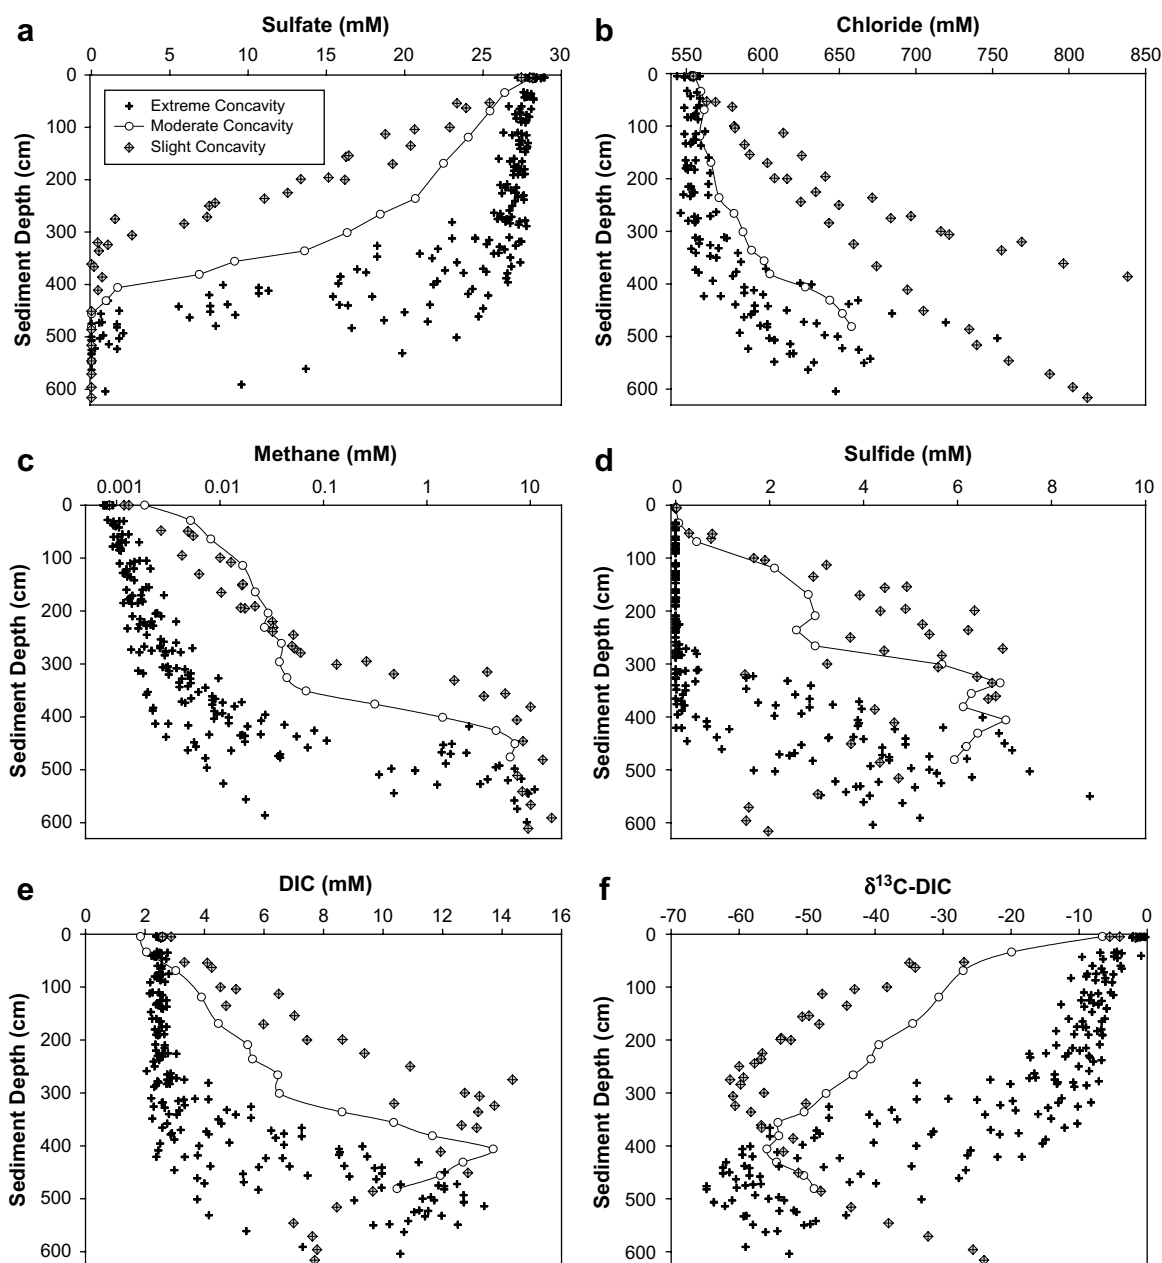 a
Sulfate (mM)
0 5 10 15 20 25 30
0
100
200
300
400
500
600
Sediment Depth (cm)
Extreme Concavity
Moderate Concavity
Slight Concavity
b
Chloride (mM)
550 600 650 700 750 800 850
0
100
200
300
400
500
600
Sediment Depth (cm)
c
Methane (mM)
0.001 0.01 0.1 1 10
0
100
200
300
400
500
600
Sediment Depth (cm)
d
Sulfide (mM)
0 2 4 6 8 10
0
100
200
300
400
500
600
Sediment Depth (cm)
e
DIC (mM)
0 2 4 6 8 10 12 14 16
0
100
200
300
400
500
600
Sediment Depth (cm)
f
δ¹³C-DIC
-70 -60 -50 -40 -30 -20 -10 0
0
100
200
300
400
500
600
Sediment Depth (cm)